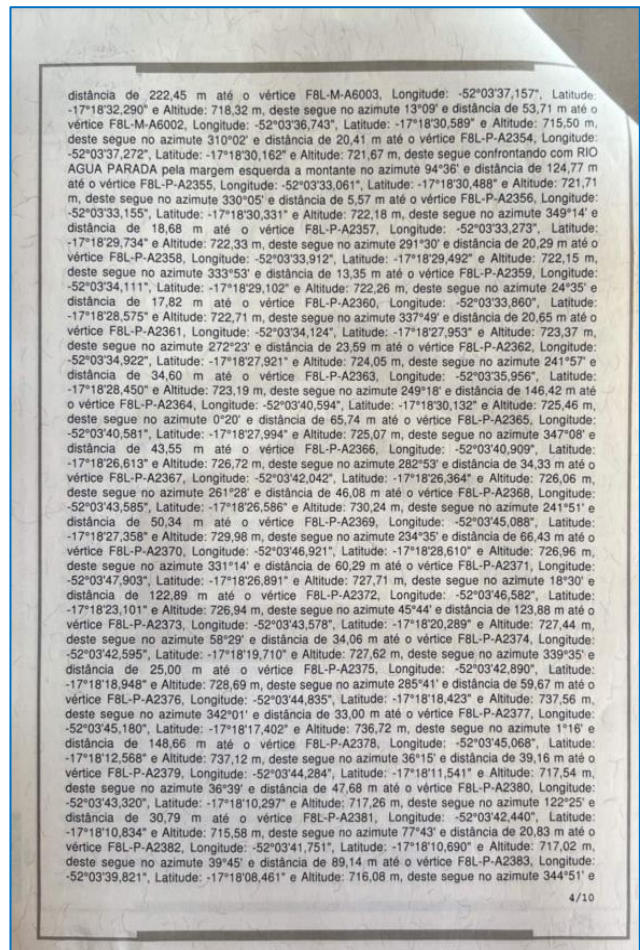 distância de 222,45 m até o vértice F8L-M-A6003, Longitude: -52°03'37,157", Latitude:
-17°18'32,290" e Altitude: 718,32 m, deste segue no azimute 13°09' e distância de 53,71 m até o
vértice F8L-M-A6002, Longitude: -52°03'36,743", Latitude: -17°18'30,589" e Altitude: 715,50 m,
deste segue no azimute 310°02' e distância de 20,41 m até o vértice F8L-P-A2354, Longitude:
-52°03'37,272", Latitude: -17°18'30,162" e Altitude: 721,67 m, deste segue confrontando com RIO
AGUA PARADA pela margem esquerda a montante no azimute 94°36' e distância de 124,77 m
até o vértice F8L-P-A2355, Longitude: -52°03'33,061", Latitude: -17°18'30,488" e Altitude: 721,71
m, deste segue no azimute 330°05' e distância de 5,57 m até o vértice F8L-P-A2356, Longitude:
-52°03'33,155", Latitude: -17°18'30,331" e Altitude: 722,18 m, deste segue no azimute 349°14' e
distância de 18,68 m até o vértice F8L-P-A2357, Longitude: -52°03'33,273", Latitude:
-17°18'29,734" e Altitude: 722,33 m, deste segue no azimute 291°30' e distância de 20,29 m até o
vértice F8L-P-A2358, Longitude: -52°03'33,912", Latitude: -17°18'29,492" e Altitude: 722,15 m,
deste segue no azimute 333°53' e distância de 13,35 m até o vértice F8L-P-A2359, Longitude:
-52°03'34,111", Latitude: -17°18'29,102" e Altitude: 722,26 m, deste segue no azimute 24°35' e
distância de 17,82 m até o vértice F8L-P-A2360, Longitude: -52°03'33,860", Latitude:
-17°18'28,575" e Altitude: 722,71 m, deste segue no azimute 337°49' e distância de 20,65 m até o
vértice F8L-P-A2361, Longitude: -52°03'34,124", Latitude: -17°18'27,953" e Altitude: 723,37 m,
deste segue no azimute 272°23' e distância de 23,59 m até o vértice F8L-P-A2362, Longitude:
-52°03'34,922", Latitude: -17°18'27,921" e Altitude: 724,05 m, deste segue no azimute 241°57' e
distância de 34,60 m até o vértice F8L-P-A2363, Longitude: -52°03'35,956", Latitude:
-17°18'28,450" e Altitude: 723,19 m, deste segue no azimute 249°18' e distância de 146,42 m até
o vértice F8L-P-A2364, Longitude: -52°03'40,594", Latitude: -17°18'30,132" e Altitude: 725,46 m,
deste segue no azimute 0°20' e distância de 65,74 m até o vértice F8L-P-A2365, Longitude:
-52°03'40,581", Latitude: -17°18'27,994" e Altitude: 725,07 m, deste segue no azimute 347°08' e
distância de 43,55 m até o vértice F8L-P-A2366, Longitude: -52°03'40,909", Latitude:
-17°18'26,613" e Altitude: 726,72 m, deste segue no azimute 282°53' e distância de 34,33 m até o
vértice F8L-P-A2367, Longitude: -52°03'42,042", Latitude: -17°18'26,364" e Altitude: 726,06 m,
deste segue no azimute 261°28' e distância de 46,08 m até o vértice F8L-P-A2368, Longitude:
-52°03'43,585", Latitude: -17°18'26,586" e Altitude: 730,24 m, deste segue no azimute 241°51' e
distância de 50,34 m até o vértice F8L-P-A2369, Longitude: -52°03'45,088", Latitude:
-17°18'27,358" e Altitude: 729,98 m, deste segue no azimute 234°35' e distância de 66,43 m até o
vértice F8L-P-A2370, Longitude: -52°03'46,921", Latitude: -17°18'28,610" e Altitude: 726,96 m,
deste segue no azimute 331°14' e distância de 60,29 m até o vértice F8L-P-A2371, Longitude:
-52°03'47,903", Latitude: -17°18'26,891" e Altitude: 727,71 m, deste segue no azimute 18°30' e
distância de 122,89 m até o vértice F8L-P-A2372, Longitude: -52°03'46,582", Latitude:
-17°18'23,101" e Altitude: 726,94 m, deste segue no azimute 45°44' e distância de 123,88 m até o
vértice F8L-P-A2373, Longitude: -52°03'43,578", Latitude: -17°18'20,289" e Altitude: 727,44 m,
deste segue no azimute 58°29' e distância de 34,06 m até o vértice F8L-P-A2374, Longitude:
-52°03'42,595", Latitude: -17°18'19,710" e Altitude: 727,62 m, deste segue no azimute 339°35' e
distância de 25,00 m até o vértice F8L-P-A2375, Longitude: -52°03'42,890", Latitude:
-17°18'18,948" e Altitude: 728,69 m, deste segue no azimute 285°41' e distância de 59,67 m até o
vértice F8L-P-A2376, Longitude: -52°03'44,835", Latitude: -17°18'18,423" e Altitude: 737,56 m,
deste segue no azimute 342°01' e distância de 33,00 m até o vértice F8L-P-A2377, Longitude:
-52°03'45,180", Latitude: -17°18'17,402" e Altitude: 736,72 m, deste segue no azimute 1°16' e
distância de 148,66 m até o vértice F8L-P-A2378, Longitude: -52°03'45,068", Latitude:
-17°18'12,568" e Altitude: 737,12 m, deste segue no azimute 36°15' e distância de 39,16 m até o
vértice F8L-P-A2379, Longitude: -52°03'44,284", Latitude: -17°18'11,541" e Altitude: 717,54 m,
deste segue no azimute 36°39' e distância de 47,68 m até o vértice F8L-P-A2380, Longitude:
-52°03'43,320", Latitude: -17°18'10,297" e Altitude: 717,26 m, deste segue no azimute 122°25' e
distância de 30,79 m até o vértice F8L-P-A2381, Longitude: -52°03'42,440", Latitude:
-17°18'10,834" e Altitude: 715,58 m, deste segue no azimute 77°43' e distância de 20,83 m até o
vértice F8L-P-A2382, Longitude: -52°03'41,751", Latitude: -17°18'10,690" e Altitude: 717,02 m,
deste segue no azimute 39°45' e distância de 89,14 m até o vértice F8L-P-A2383, Longitude:
-52°03'39,821", Latitude: -17°18'08,461" e Altitude: 716,08 m, deste segue no azimute 344°51' e
4/10